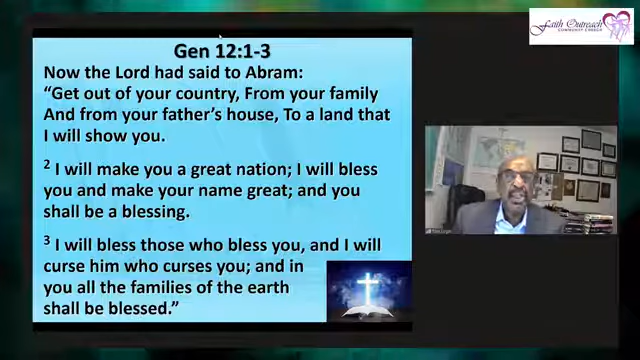 Faith Outreach
COMMUNITY CHURCH
Gen 12:1-3
Now the Lord had said to Abram:
“Get out of your country, From your family
And from your father’s house, To a land that
I will show you.
2 I will make you a great nation; I will bless
you and make your name great; and you
shall be a blessing.
3 I will bless those who bless you, and I will
curse him who curses you; and in
you all the families of the earth
shall be blessed.”